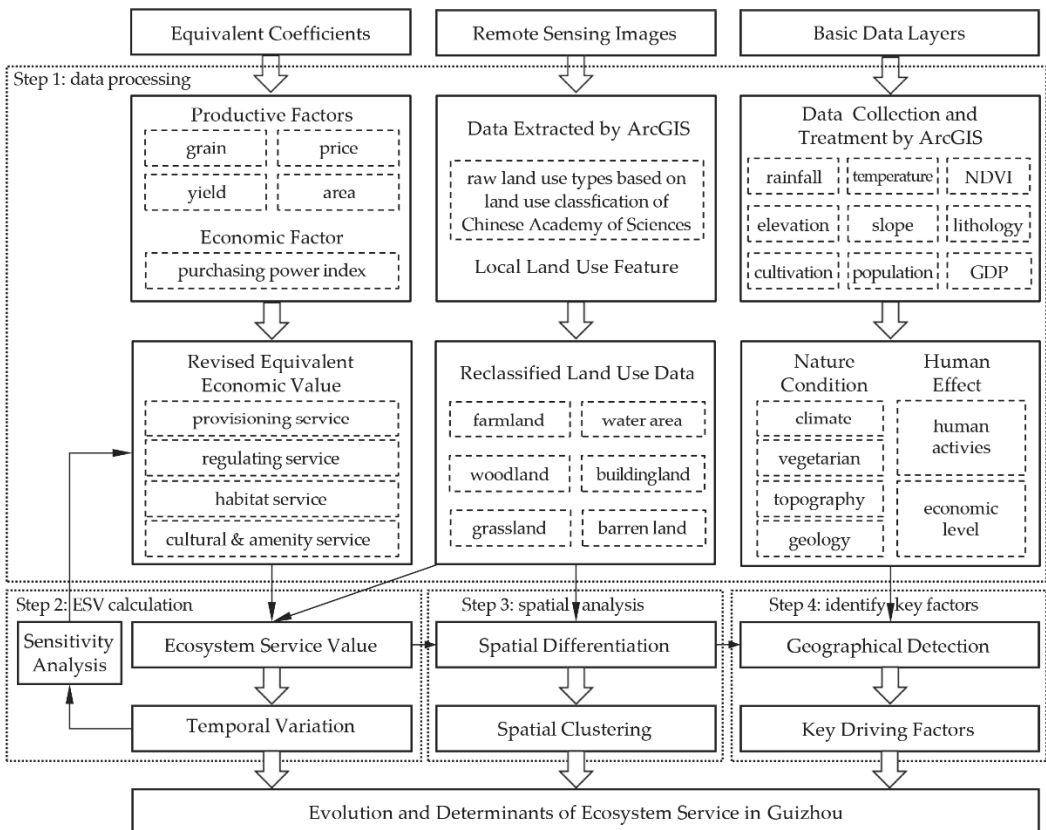 Equivalent Coefficients
Remote Sensing Images
Basic Data Layers
Step 1: data processing
Productive Factors
grain
price
yield
area
Economic Factor
purchasing power index
Data Extracted by ArcGIS
raw land use types based on
land use classfication of
Chinese Academy of Sciences
Local Land Use Feature
Data Collection and
Treatment by ArcGIS
rainfall
temperature
NDVI
elevation
slope
lithology
cultivation
population
GDP
Revised Equivalent
Economic Value
provisioning service
regulating service
habitat service
cultural & amenity service
Reclassified Land Use Data
farmland
water area
woodland
buildingland
grassland
barren land
Nature
Condition
climate
vegetarian
topography
geology
Human
Effect
human
activies
economic
level
Step 2: ESV calculation
Sensitivity
Analysis
Ecosystem Service Value
Temporal Variation
Step 3: spatial analysis
Spatial Differentiation
Spatial Clustering
Step 4: identify key factors
Geographical Detection
Key Driving Factors
Evolution and Determinants of Ecosystem Service in Guizhou